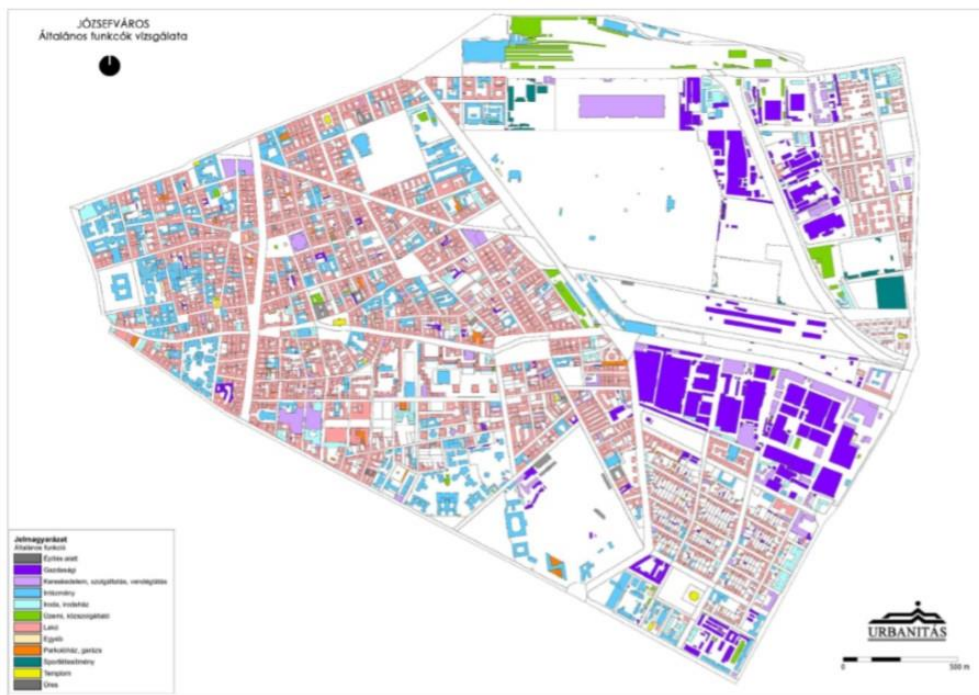 JÓZSEFVÁROS
Általános funkcók vizsgálata
Jelmagyarázat
Általános funkció
Építés alatt
Gazdasági
Kereskedelem, szolgáltatás, vendéglátás
Intézmény
Iroda, irodaház
Üzemi, közszolgáltató
Lakó
Egyéb
Parkolóház, garázs
Sportlétesítmény
Templom
Üres
URBANITÁS
500 m